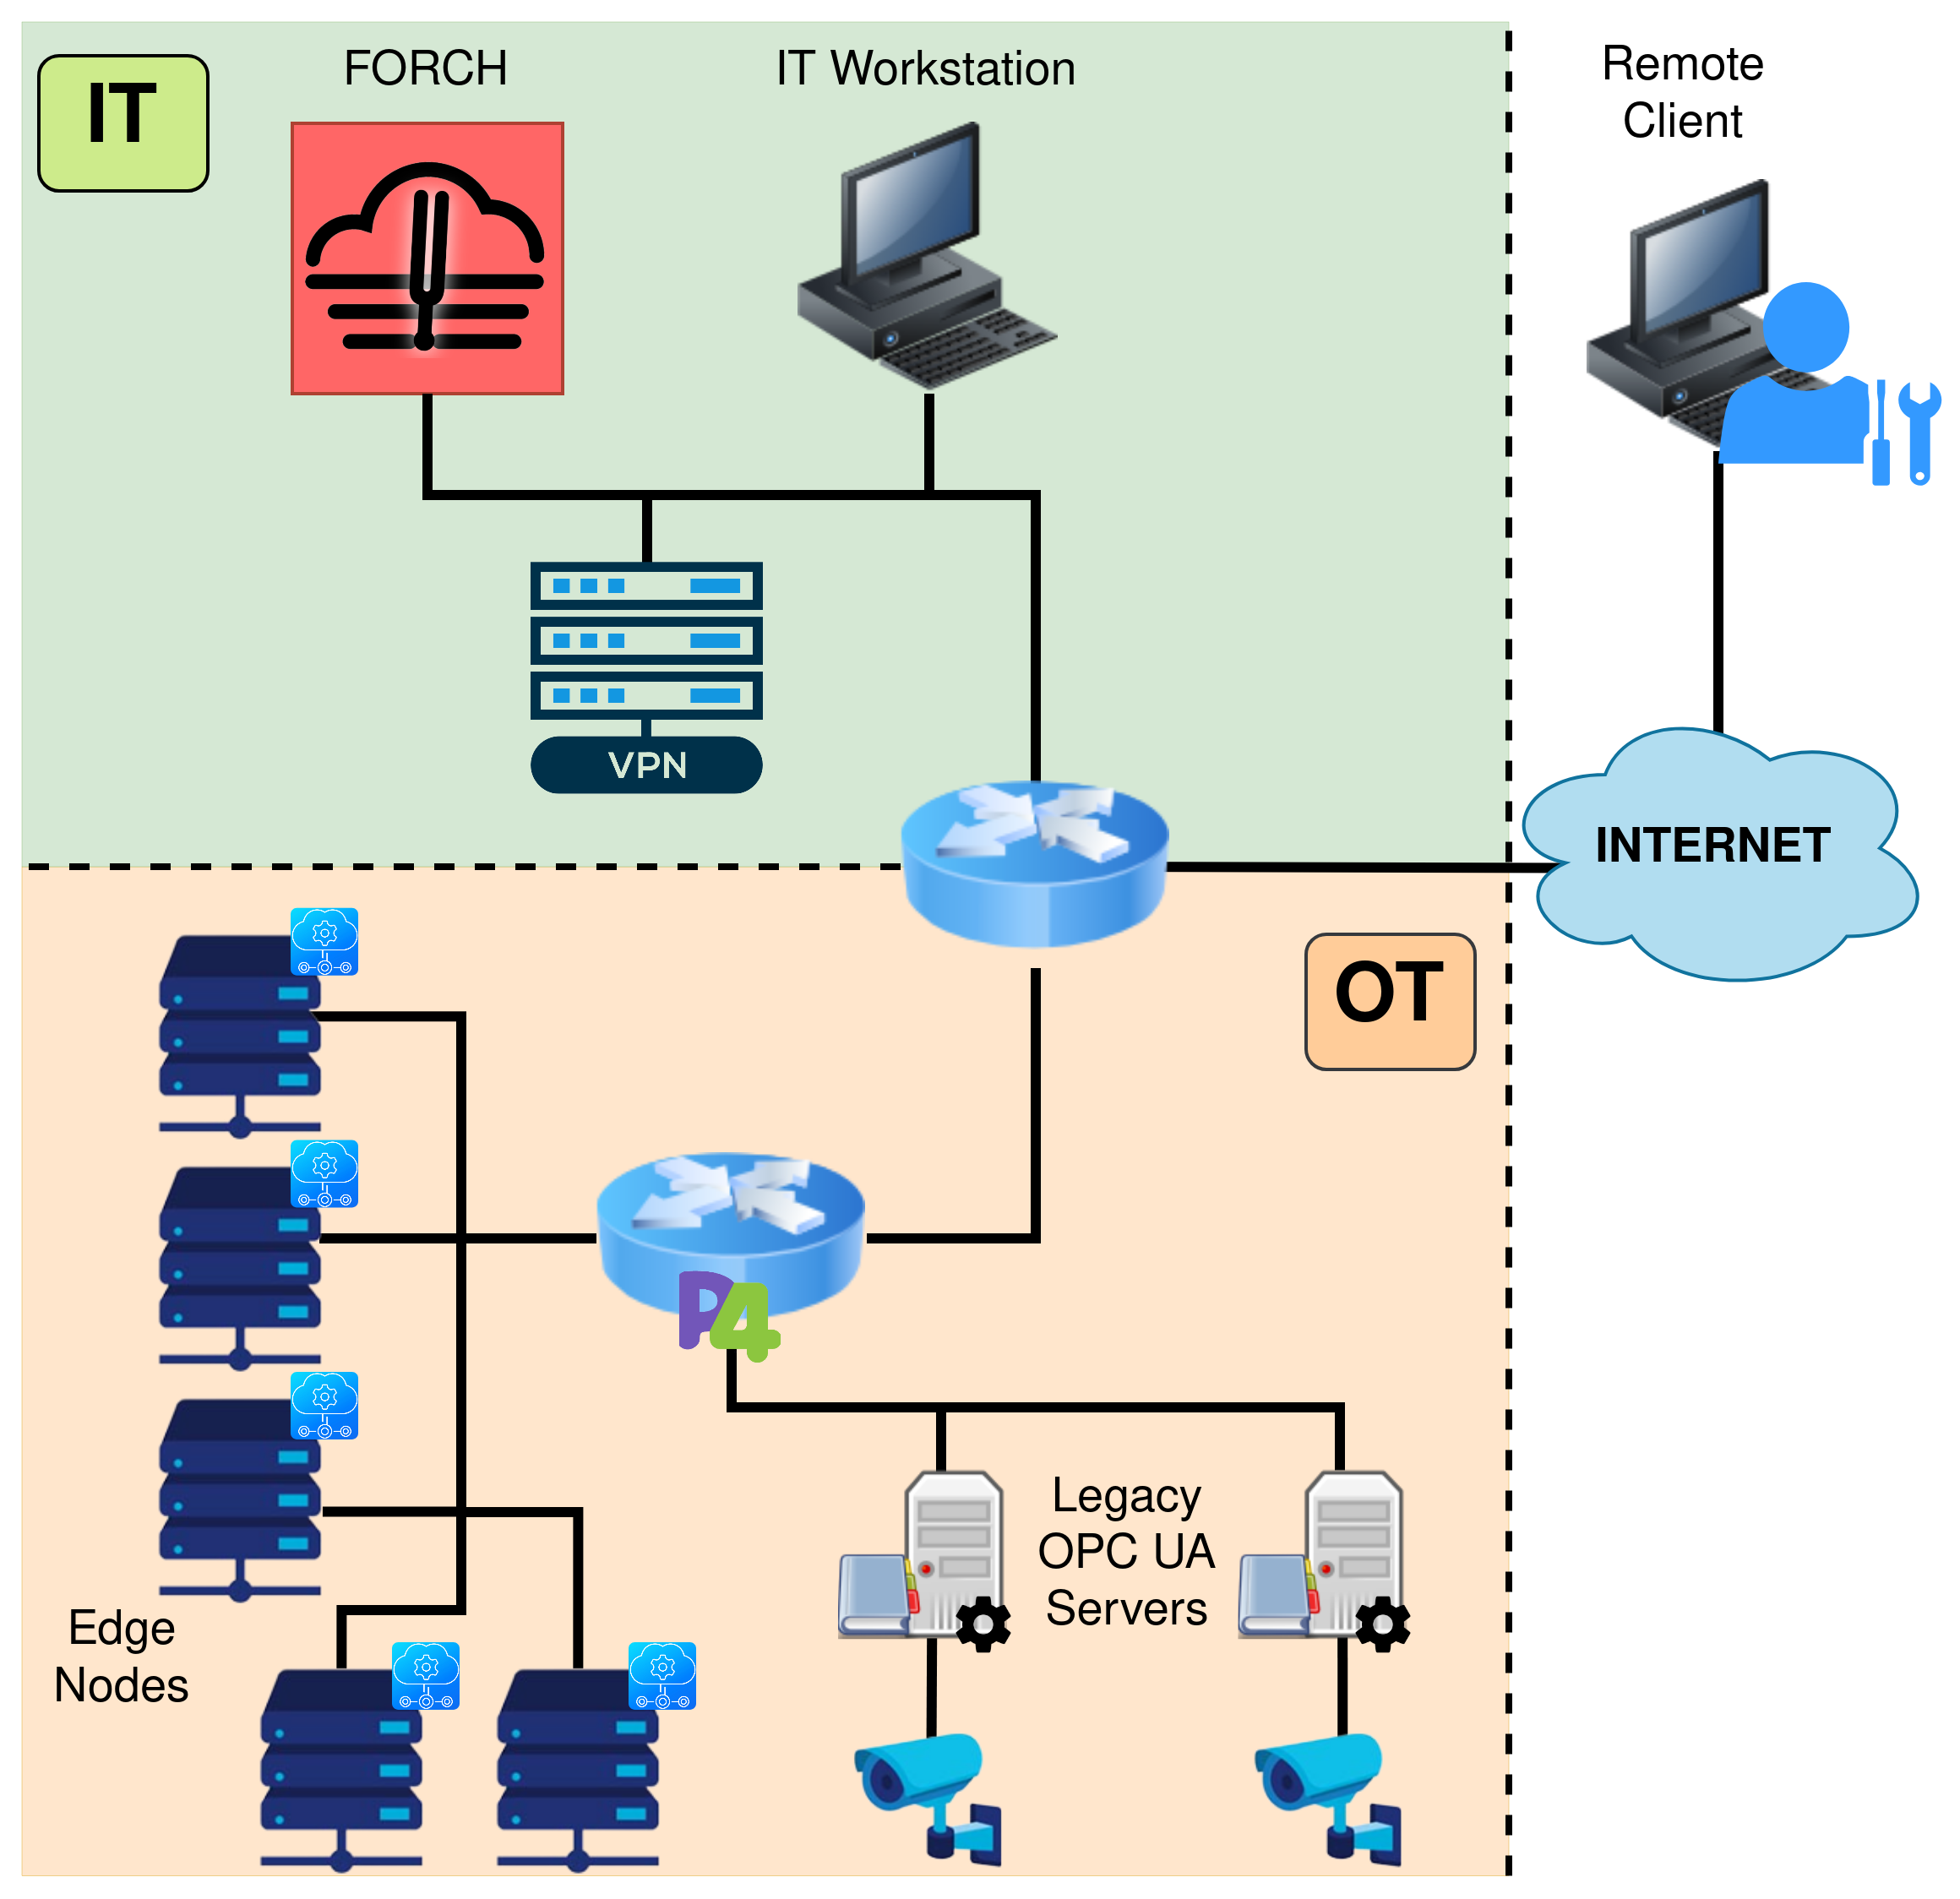 IT
FORCH
IT Workstation
Remote
Client
VPN
INTERNET
OT
P4
Legacy
OPC UA
Servers
Edge
Nodes